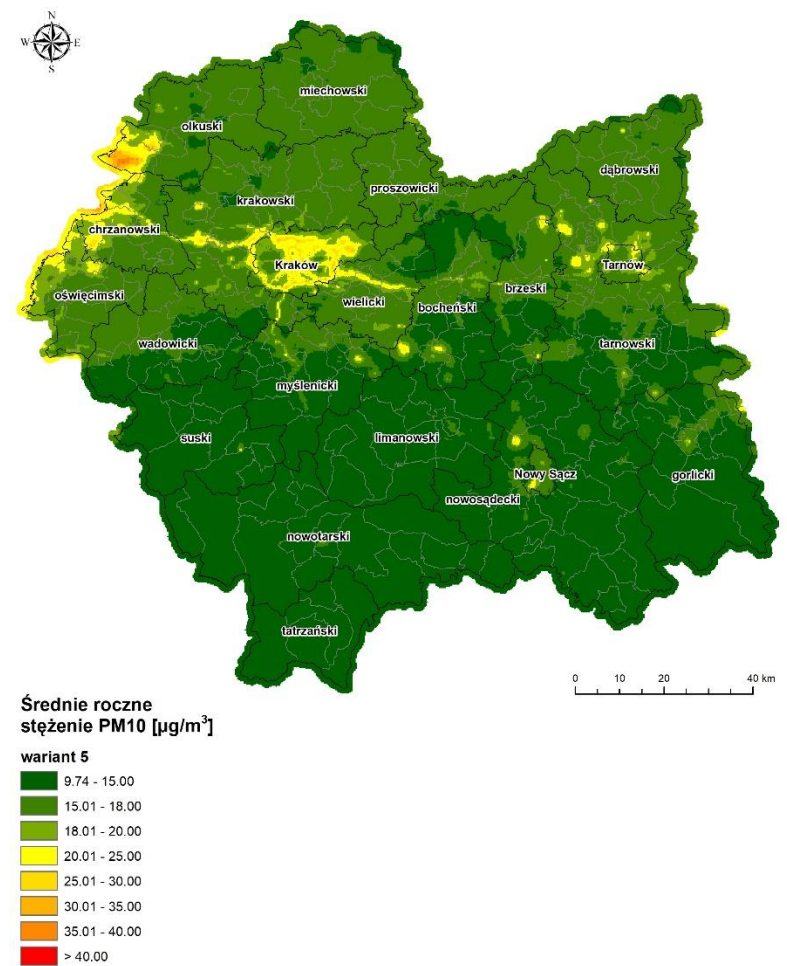 N
W E
S
miechowski
olkuski
dąbrowski
proszowicki
krakowski
chrzanowski
Kraków
Tarnów
oświęcimski
brzeski
wielicki
bocheński
wadowicki
tarnowski
myślenicki
suski
limanowski
Nowy Sącz
gorlicki
nowosądecki
nowotarski
tatrzański
0 10 20 40 km
Średnie roczne
stężenie PM10 [µg/m³]
wariant 5
9.74 - 15.00
15.01 - 18.00
18.01 - 20.00
20.01 - 25.00
25.01 - 30.00
30.01 - 35.00
35.01 - 40.00
> 40.00